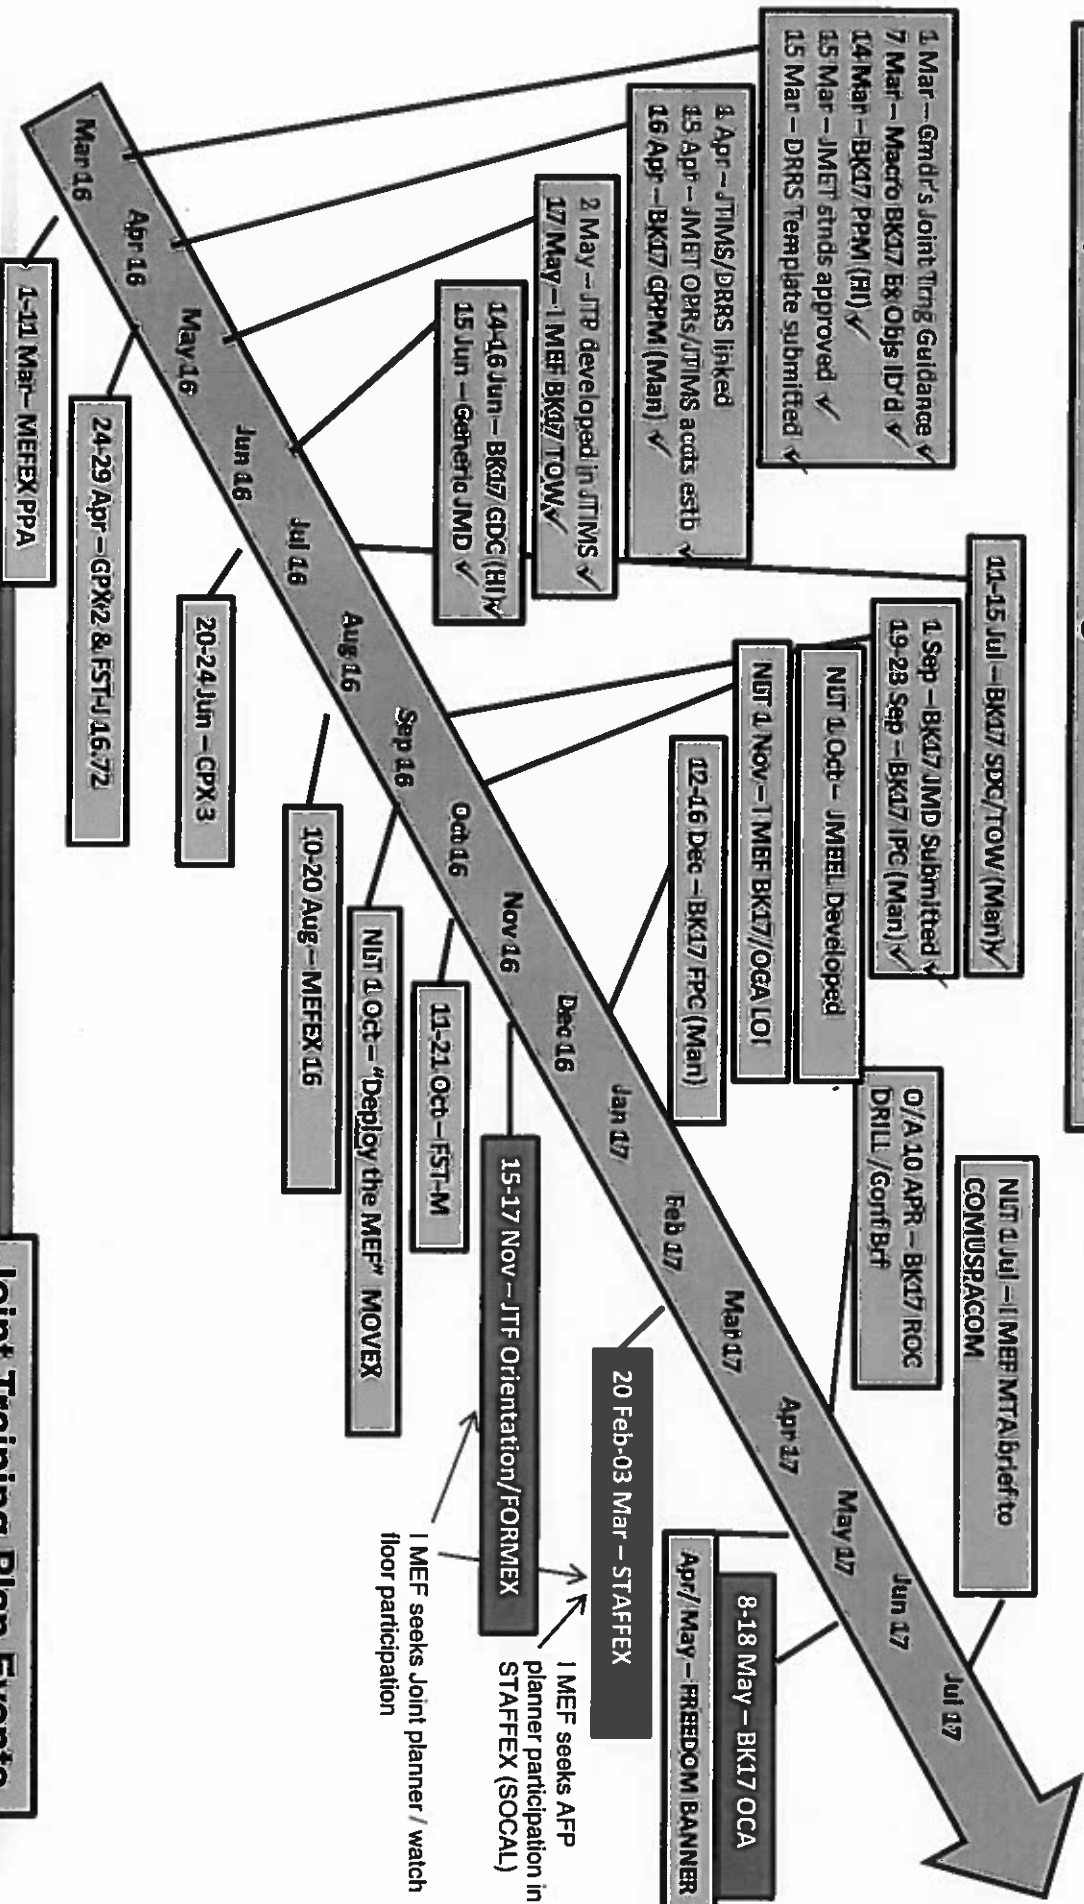 1 Mar – Cmdr's Joint Trng Guidance ✓
7 Mar – Macro BK17 Ex Objs ID'd ✓
14 Mar – BK17 PPM (HI) ✓
15 Mar – JMET stnds approved ✓
15 Mar – DRRS Template submitted ✓
1 Apr – JTIMS/DRRS linked
15 Apr – JMET OPRs/JTIMS accts estb ✓
16 Apr – BK17 CPPM (Man) ✓
2 May – JTP developed in JTIMS ✓
17 May – I MEF BK17 TOW ✓
14-16 Jun – BK17 CDC (HI) ✓
15 Jun – Generic JMD ✓
11-15 Jul – BK17 SDC/TOW (Man) ✓
1 Sep – BK17 JMD Submitted ✓
19-23 Sep – BK17 IPC (Man) ✓
NLT 1 Oct – JMEEL Developed
NLT 1 Nov – I MEF BK17/OCA LOI
12-16 Dec – BK17 FPC (Man)
O/A 10 APR – BK17 ROC
DRILL / Conf Brf
NLT 1 Jul – I MEF MTA brief to
COMUSPACOM
Mar 16
Apr 16
May 16
Jun 16
Jul 16
Aug 16
Sep 16
Oct 16
Nov 16
Dec 16
Jan 17
Feb 17
Mar 17
Apr 17
May 17
Jun 17
Jul 17
1-11 Mar – MEFEX PPA
24-29 Apr – CPX 2 & FST-J 16.72
20-24 Jun – CPX 3
10-20 Aug – MEFEX 16
NLT 1 Oct – "Deploy the MEF" MOVEX
11-21 Oct – FST-M
15-17 Nov – JTF Orientation/FORMEX
20 Feb-03 Mar – STAFFEX
8-18 May – BK17 OCA
Apr/ May – FREEDOM BANNER
I MEF seeks AFP
planner participation in
STAFFEX (SOCAL)
I MEF seeks Joint planner / watch
floor participation
Joint Training Plan Events